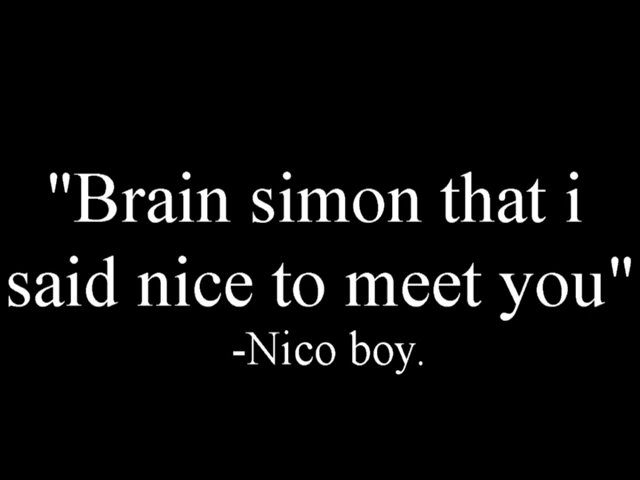 "Brain simon that i
said nice to meet you"
-Nico boy.